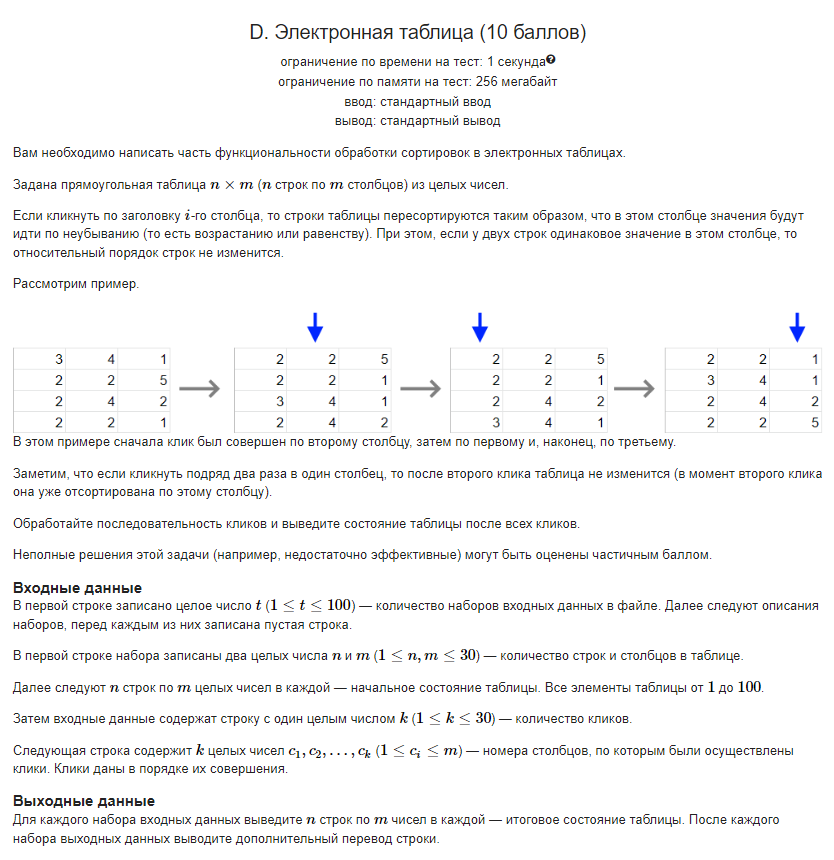 D. Электронная таблица (10 баллов)
ограничение по времени на тест: 1 секунда?
ограничение по памяти на тест: 256 мегабайт
ввод: стандартный ввод
вывод: стандартный вывод
Вам необходимо написать часть функциональности обработки сортировок в электронных таблицах.
Задана прямоугольная таблица n × m (n строк по m столбцов) из целых чисел.
Если кликнуть по заголовку i-го столбца, то строки таблицы пересортируются таким образом, что в этом столбце значения будут
идти по неубыванию (то есть возрастанию или равенству). При этом, если у двух строк одинаковое значение в этом столбце, то
относительный порядок строк не изменится.
Рассмотрим пример.
3 4 1 2 2 5 2 2 5 2 2 1
2 2 5 2 2 1 2 2 1 3 4 1
2 4 2 3 4 1 2 4 2 2 4 2
2 2 1 2 4 2 3 4 1 2 2 5
В этом примере сначала клик был совершен по второму столбцу, затем по первому и, наконец, по третьему.
Заметим, что если кликнуть подряд два раза в один столбец, то после второго клика таблица не изменится (в момент второго клика
она уже отсортирована по этому столбцу).
Обработайте последовательность кликов и выведите состояние таблицы после всех кликов.
Неполные решения этой задачи (например, недостаточно эффективные) могут быть оценены частичным баллом.
Входные данные
В первой строке записано целое число t (1 ≤ t ≤ 100) — количество наборов входных данных в файле. Далее следуют описания
наборов, перед каждым из них записана пустая строка.
В первой строке набора записаны два целых числа n и m (1 ≤ n, m ≤ 30) — количество строк и столбцов в таблице.
Далее следуют n строк по m целых чисел в каждой — начальное состояние таблицы. Все элементы таблицы от 1 до 100.
Затем входные данные содержат строку с один целым числом k (1 ≤ k ≤ 30) — количество кликов.
Следующая строка содержит k целых чисел c₁, c₂, . . . , cₖ (1 ≤ cᵢ ≤ m) — номера столбцов, по которым были осуществлены
клики. Клики даны в порядке их совершения.
Выходные данные
Для каждого набора входных данных выведите n строк по m чисел в каждой — итоговое состояние таблицы. После каждого
набора выходных данных выводите дополнительный перевод строки.